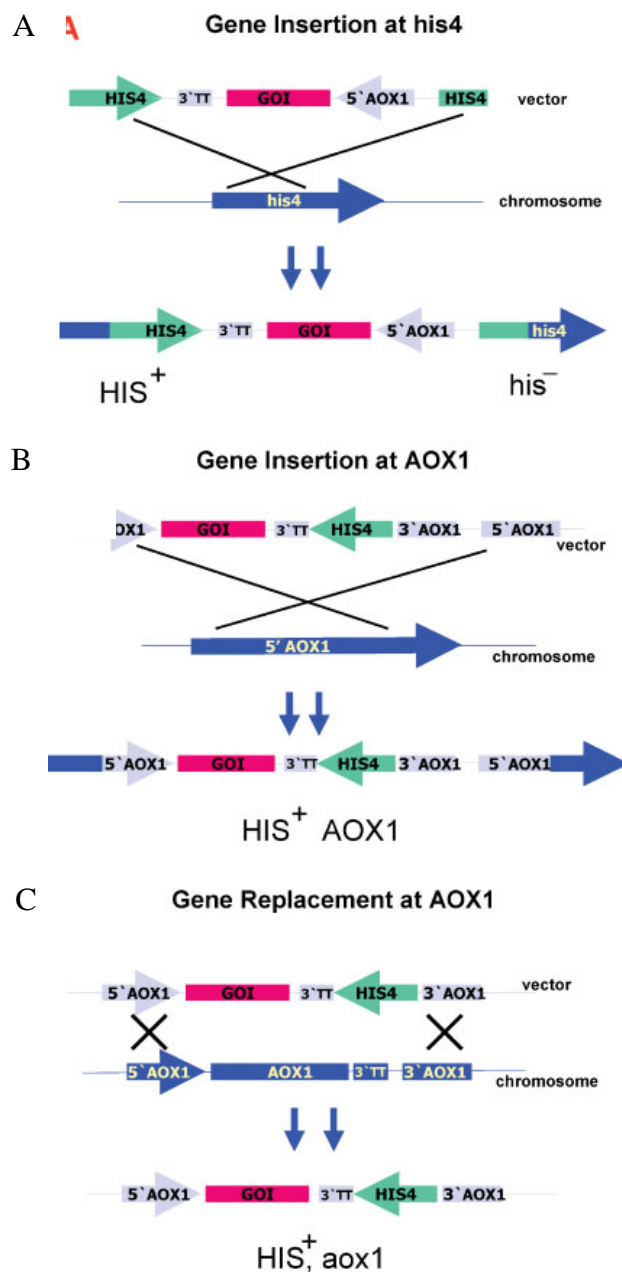 A A Gene Insertion at his4
HIS4 3`TT GOI 5`AOX1 HIS4 vector
his4 chromosome
HIS4 3`TT GOI 5`AOX1 his4
HIS+ his−
B Gene Insertion at AOX1
OX1 GOI 3`TT HIS4 3`AOX1 5`AOX1
vector
5' AOX1 chromosome
5`AOX1 GOI 3`TT HIS4 3`AOX1 5`AOX1
HIS+ AOX1
C Gene Replacement at AOX1
5`AOX1 GOI 3`TT HIS4 3`AOX1 vector
5`AOX1 AOX1 3`TT 3`AOX1
chromosome
5`AOX1 GOI 3`TT HIS4 3`AOX1
HIS+, aox1